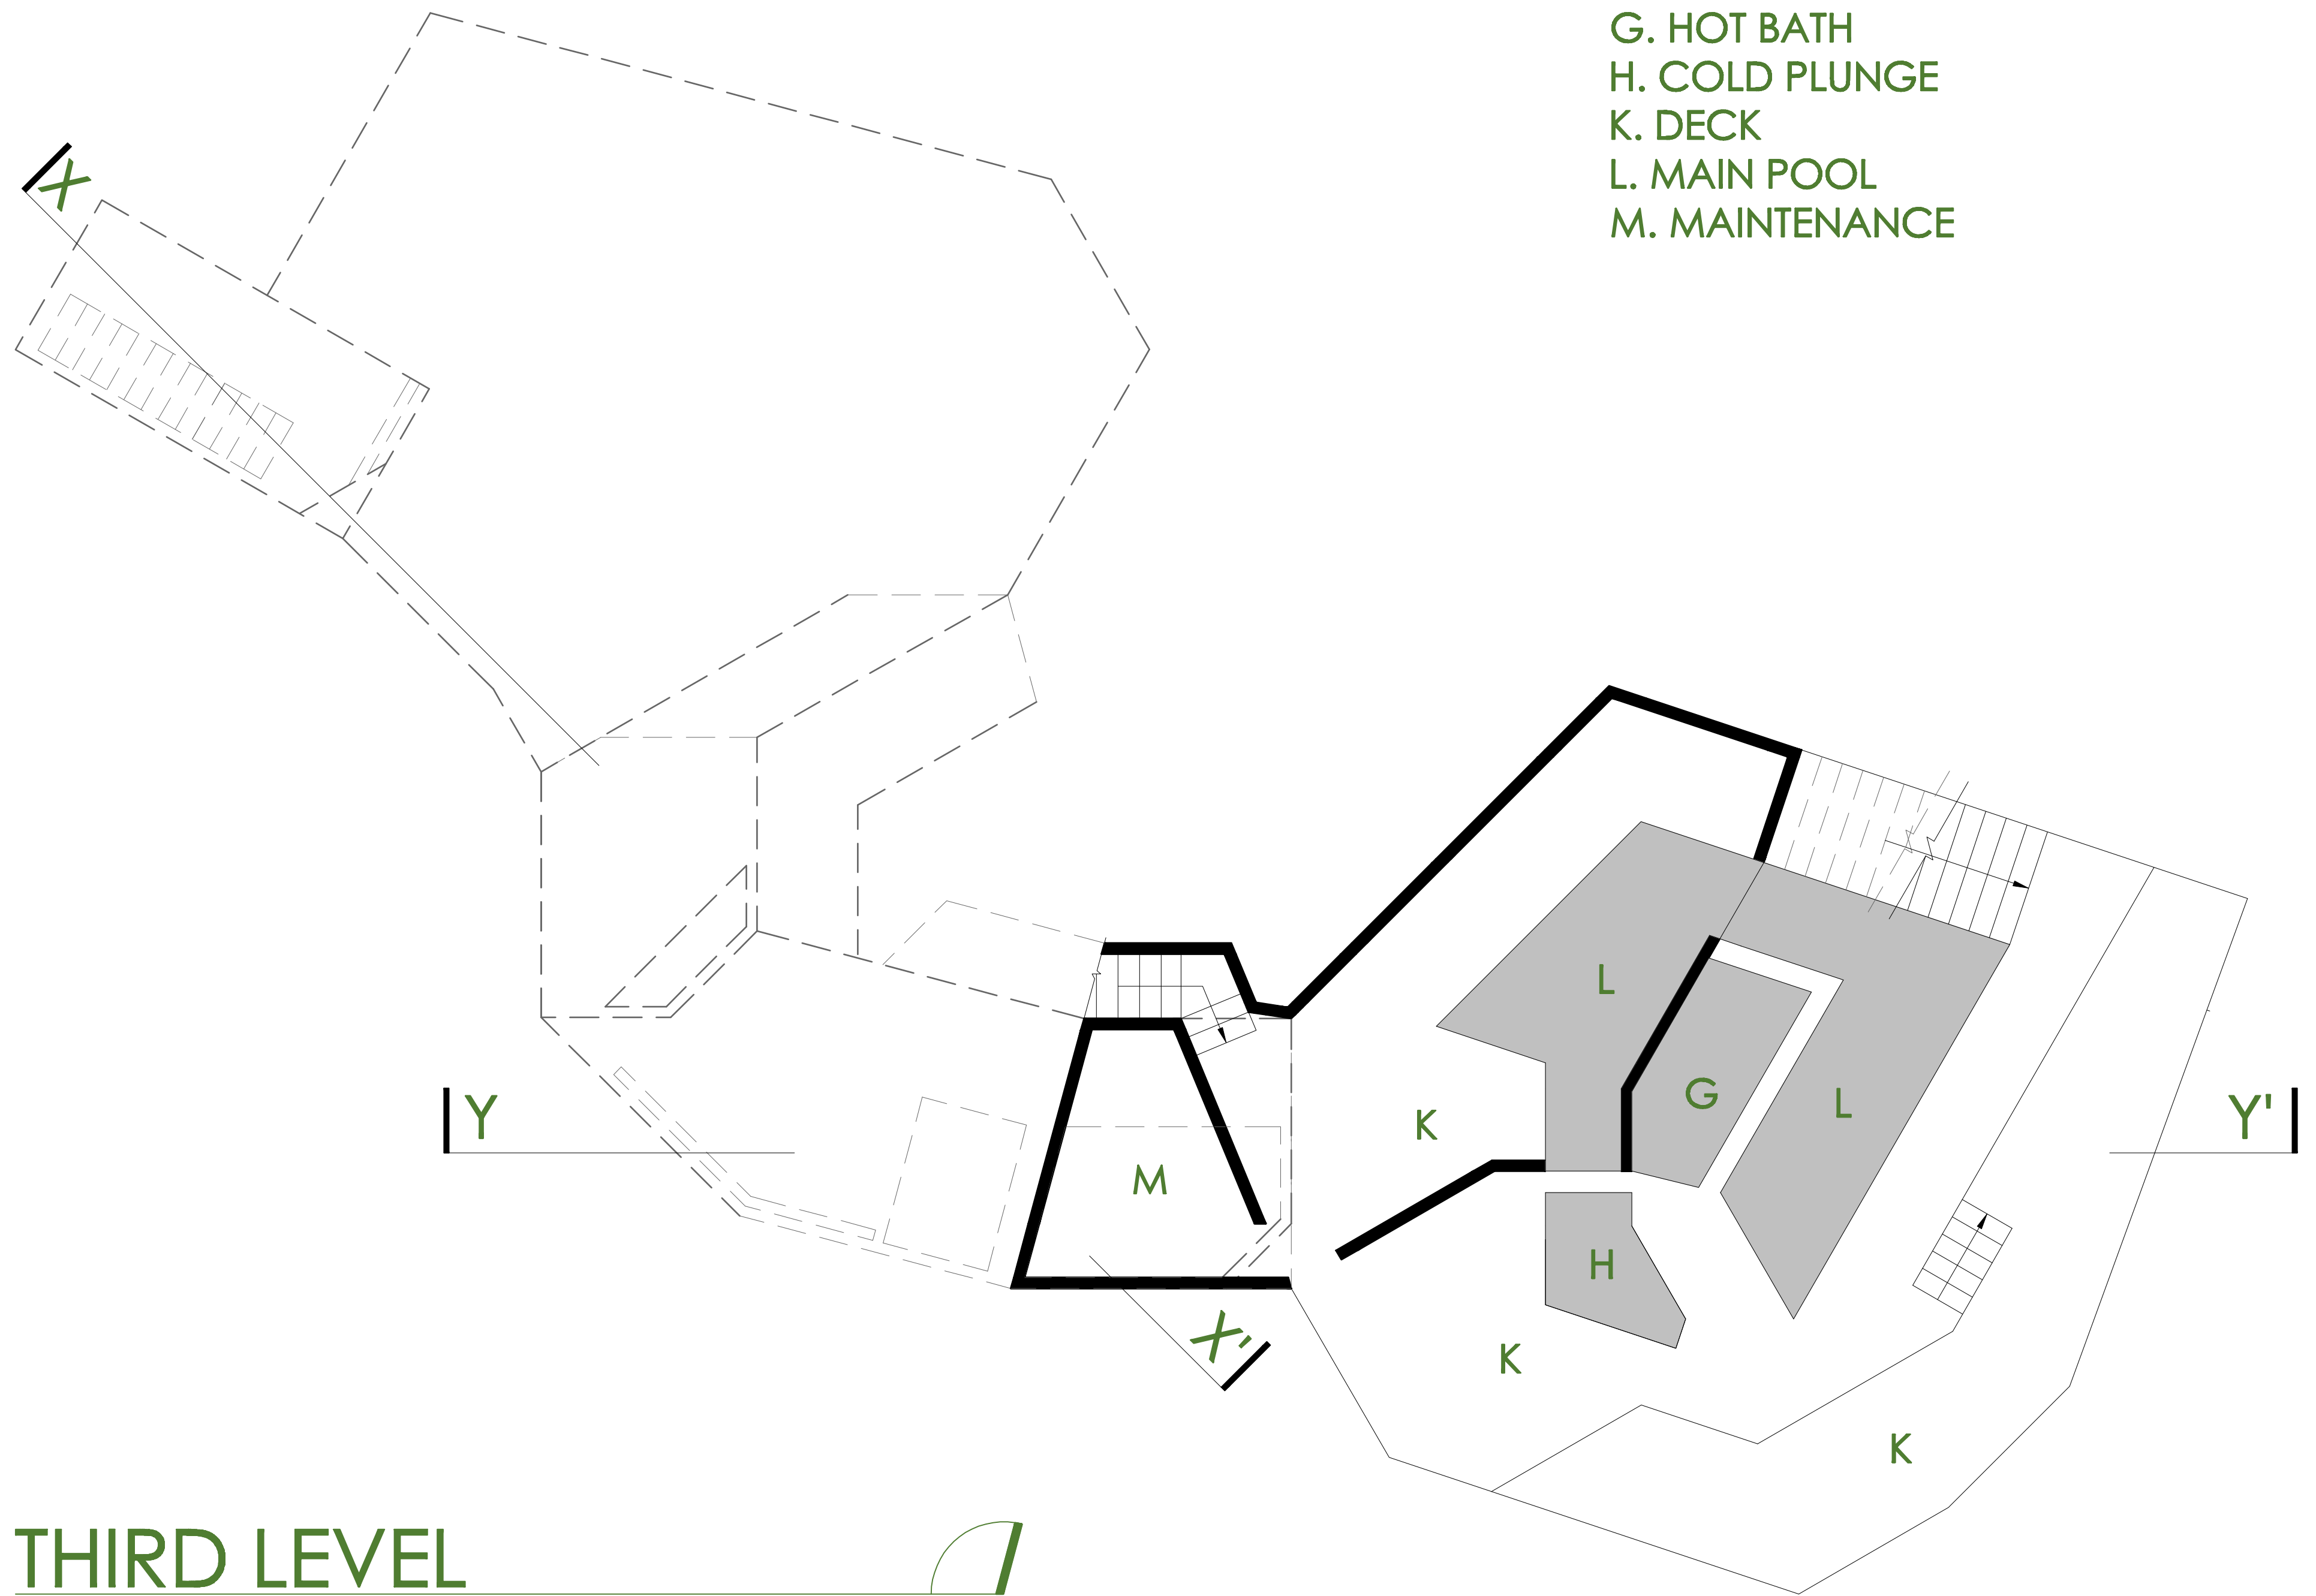 G. HOT BATH
H. COLD PLUNGE
K. DECK
L. MAIN POOL
M. MAINTENANCE
X
L
G
L
K
Y
Y'
M
H
X'
K
K
THIRD LEVEL